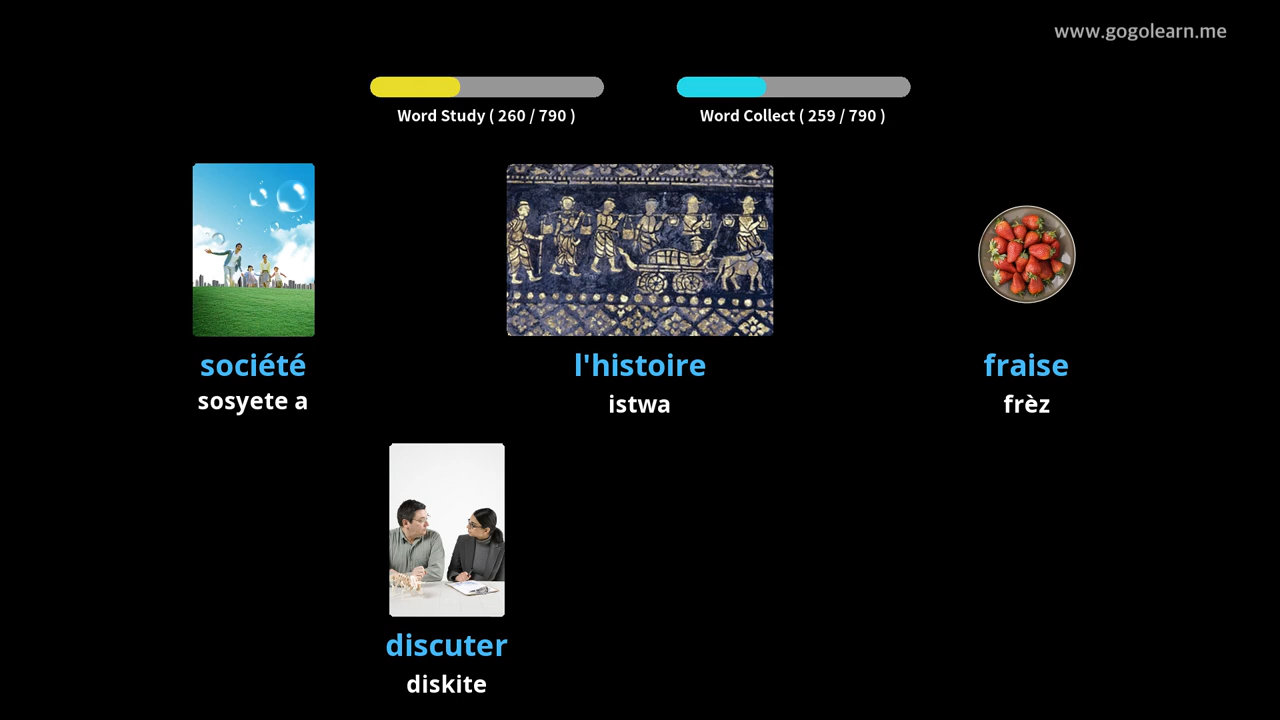 www.gogolearn.me
Word Study ( 260 / 790 )
Word Collect ( 259 / 790 )
société
sosyete a
l'histoire
istwa
fraise
frèz
discuter
diskite